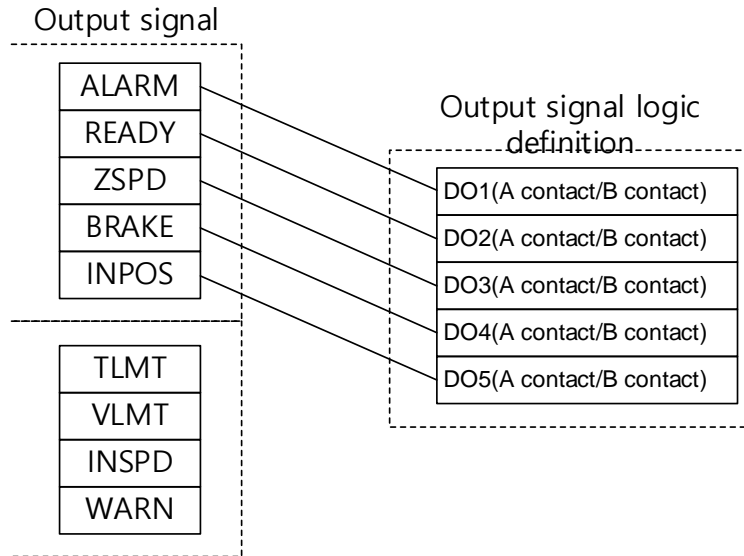 Output signal
ALARM
READY
ZSPD
BRAKE
INPOS
TLMT
VLMT
INSPD
WARN
Output signal logic
definition
DO1(A contact/B contact)
DO2(A contact/B contact)
DO3(A contact/B contact)
DO4(A contact/B contact)
DO5(A contact/B contact)